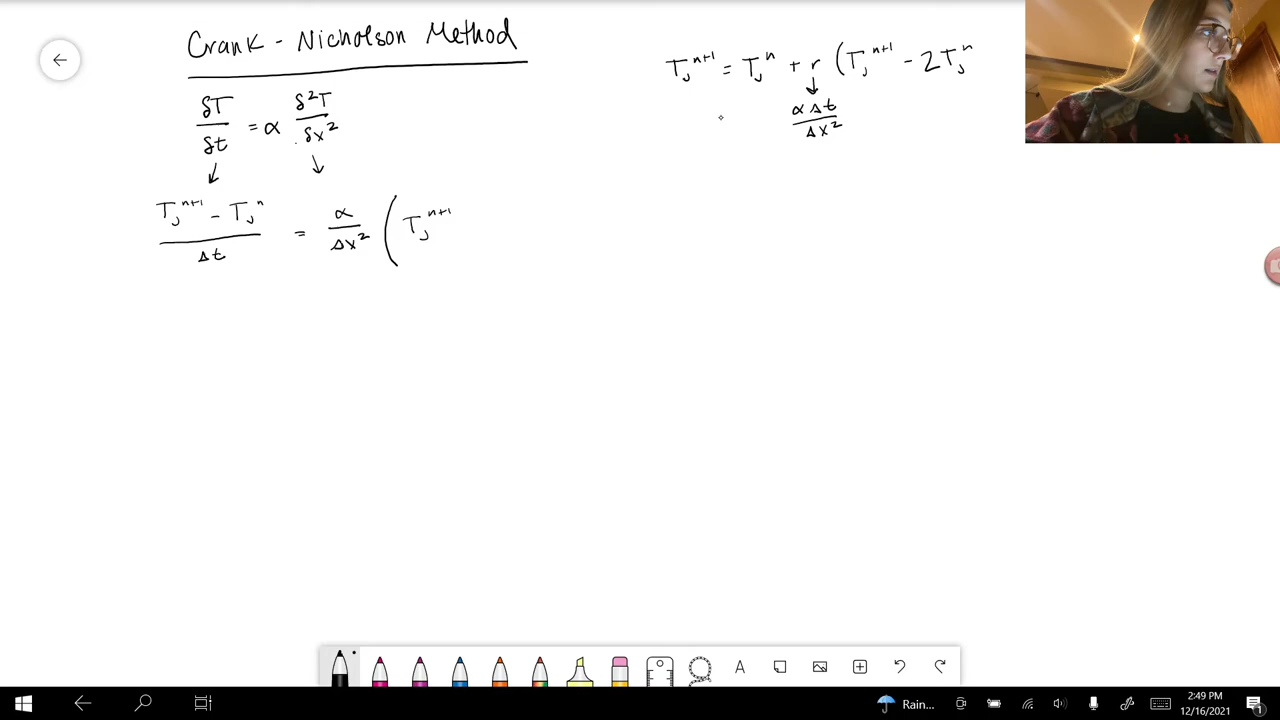 Crank - Nicholson Method
δT/δt = α δ²T/δx²
(T_j^{n+1} - T_j^n)/Δt = α/Δx² (T_j^{n+1}
T_j^{n+1} = T_j^n + r (T_j^{n+1} - 2T_j^n
αΔt/Δx²
A
Rain...
2:49 PM
12/16/2021
1